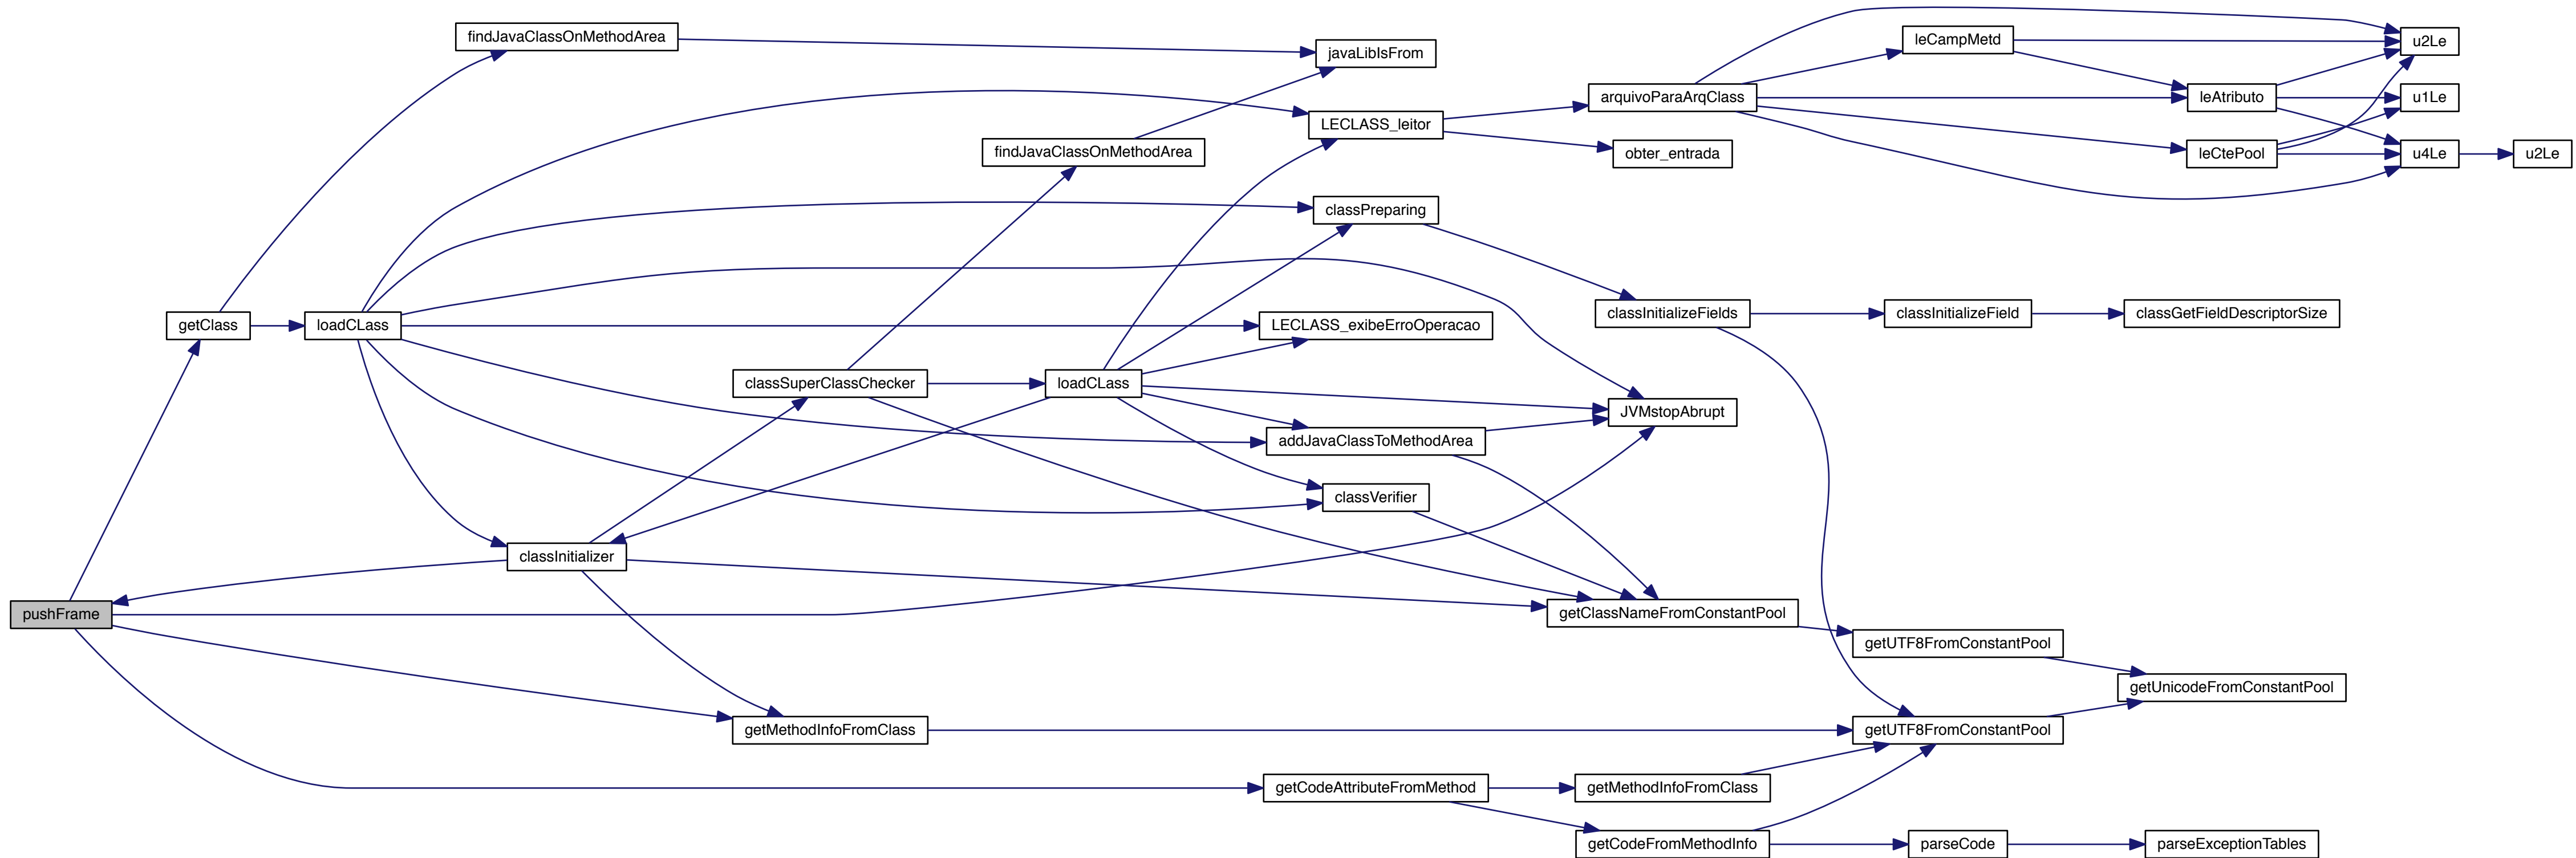 findJavaClassOnMethodArea
javaLibIsFrom
leCampMetd
u2Le
arquivoParaArqClass
leAtributo
u1Le
LECLASS_leitor
findJavaClassOnMethodArea
obter_entrada
leCtePool
u4Le
u2Le
classPreparing
getClass
loadCLass
LECLASS_exibeErroOperacao
classInitializeFields
classInitializeField
classGetFieldDescriptorSize
classSuperClassChecker
loadCLass
JVMstopAbrupt
addJavaClassToMethodArea
classVerifier
classInitializer
pushFrame
getClassNameFromConstantPool
getUTF8FromConstantPool
getUnicodeFromConstantPool
getMethodInfoFromClass
getUTF8FromConstantPool
getCodeAttributeFromMethod
getMethodInfoFromClass
getCodeFromMethodInfo
parseCode
parseExceptionTables